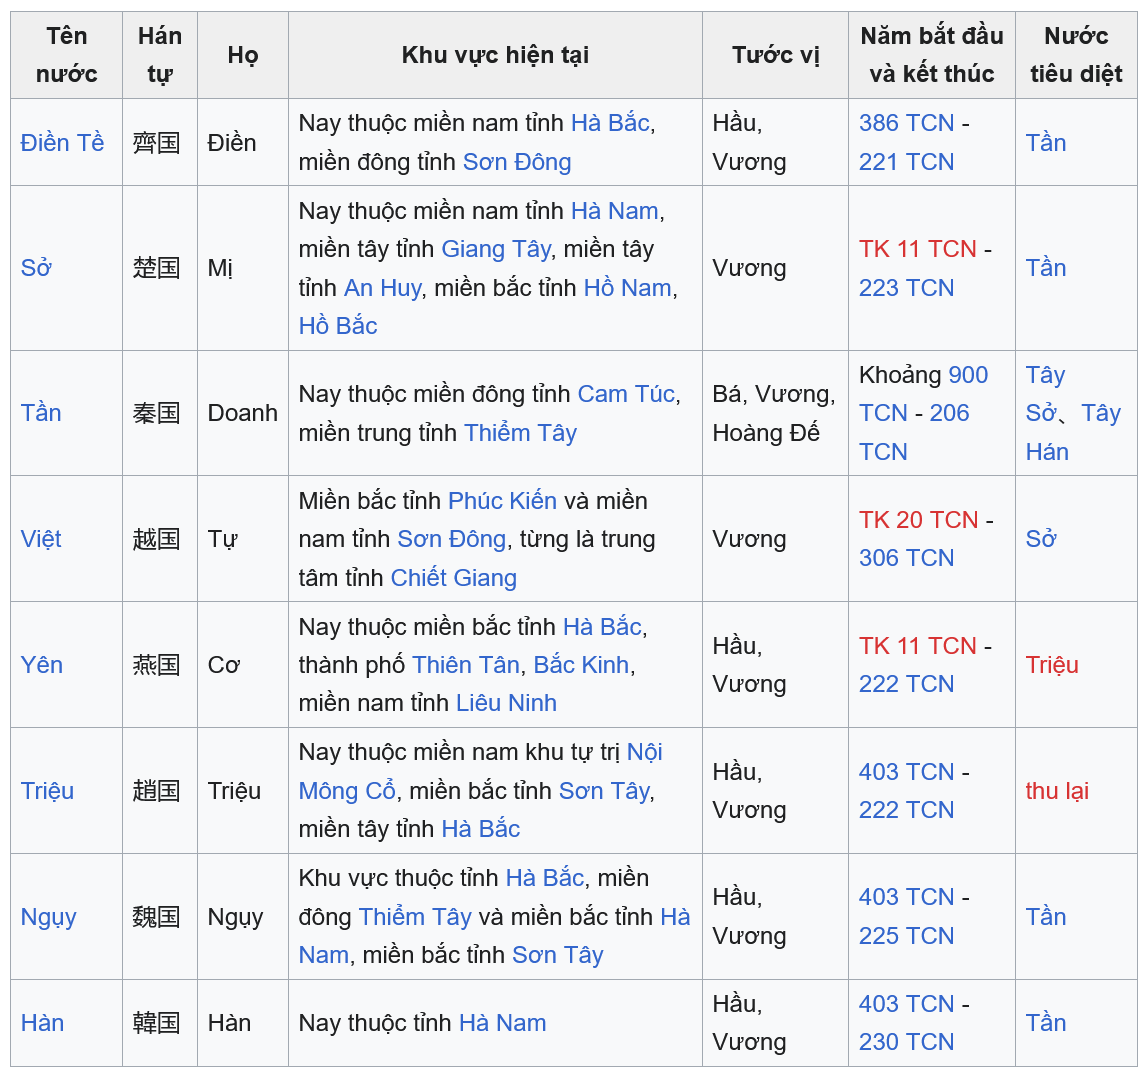 Tên nước
Hán tự
Họ
Khu vực hiện tại
Tước vị
Năm bắt đầu và kết thúc
Nước tiêu diệt
Điền Tề
齊国
Điền
Nay thuộc miền nam tỉnh Hà Bắc,
miền đông tỉnh Sơn Đông
Hầu,
Vương
386 TCN -
221 TCN
Tần
Sở
楚国
Mị
Nay thuộc miền nam tỉnh Hà Nam,
miền tây tỉnh Giang Tây, miền tây
tỉnh An Huy, miền bắc tỉnh Hồ Nam,
Hồ Bắc
Vương
TK 11 TCN -
223 TCN
Tần
Tần
秦国
Doanh
Nay thuộc miền đông tỉnh Cam Túc,
miền trung tỉnh Thiểm Tây
Bá, Vương,
Hoàng Đế
Khoảng 900
TCN - 206
TCN
Tây
Sở、Tây
Hán
Việt
越国
Tự
Miền bắc tỉnh Phúc Kiến và miền
nam tỉnh Sơn Đông, từng là trung
tâm tỉnh Chiết Giang
Vương
TK 20 TCN -
306 TCN
Sở
Yên
燕国
Cơ
Nay thuộc miền bắc tỉnh Hà Bắc,
thành phố Thiên Tân, Bắc Kinh,
miền nam tỉnh Liêu Ninh
Hầu,
Vương
TK 11 TCN -
222 TCN
Triệu
Triệu
趙国
Triệu
Nay thuộc miền nam khu tự trị Nội
Mông Cổ, miền bắc tỉnh Sơn Tây,
miền tây tỉnh Hà Bắc
Hầu,
Vương
403 TCN -
222 TCN
thu lại
Ngụy
魏国
Ngụy
Khu vực thuộc tỉnh Hà Bắc, miền
đông Thiểm Tây và miền bắc tỉnh Hà
Nam, miền bắc tỉnh Sơn Tây
Hầu,
Vương
403 TCN -
225 TCN
Tần
Hàn
韓国
Hàn
Nay thuộc tỉnh Hà Nam
Hầu,
Vương
403 TCN -
230 TCN
Tần